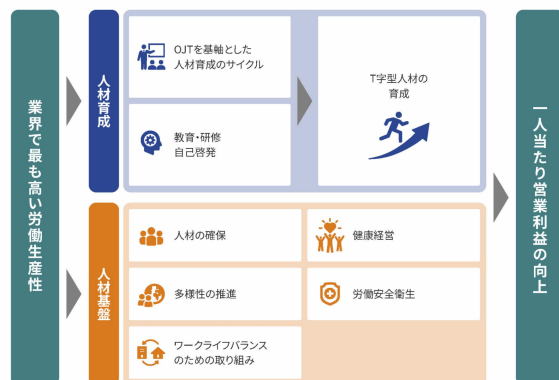 業界で最も高い労働生産性
人材育成
OJTを基軸とした
人材育成のサイクル
教育・研修
自己啓発
T字型人材の
育成
人材基盤
人材の確保
健康経営
多様性の推進
労働安全衛生
ワークライフバランス
のための取り組み
一人当たり営業利益の向上